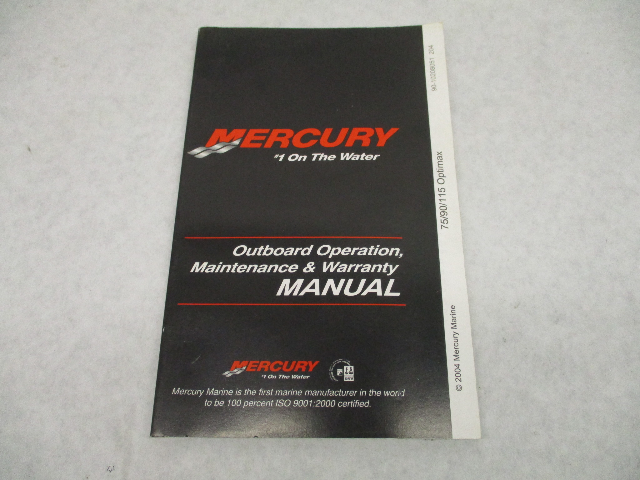 MERCURY
#1 On The Water
Outboard Operation,
Maintenance & Warranty
MANUAL
MERCURY
#1 On The Water
Mercury Marine is the first marine manufacturer in the world
to be 100 percent ISO 9001:2000 certified.
204
75/90/115 Optimax
© 2004 Mercury Marine